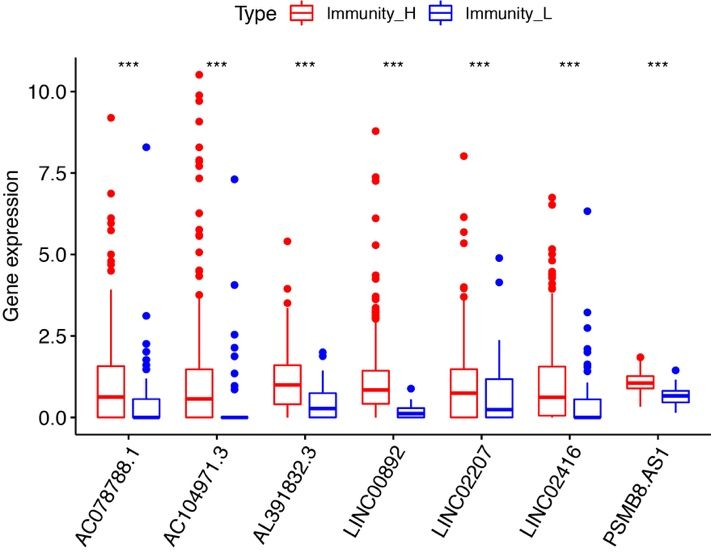 Type Immunity_H Immunity_L
*** *** *** *** *** *** ***
Gene expression
10.0
7.5
5.0
2.5
0.0
AC078788.1 AC104971.3 AL391832.3 LINC00892 LINC02207 LINC02416 PSMB8.AS1